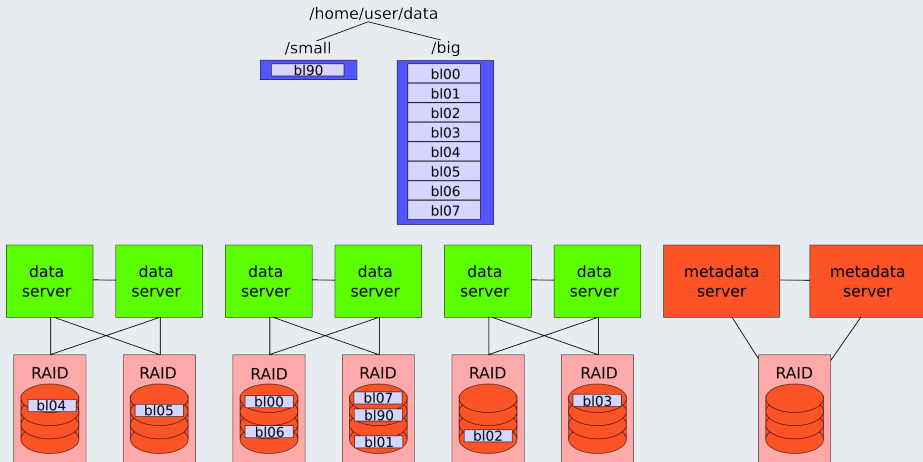 /home/user/data
/small
/big
bl90
bl00
bl01
bl02
bl03
bl04
bl05
bl06
bl07
data
server
data
server
data
server
data
server
data
server
data
server
metadata
server
metadata
server
RAID
bl04
RAID
bl05
RAID
bl00
bl06
RAID
bl07
bl90
bl01
RAID
bl02
RAID
bl03
RAID